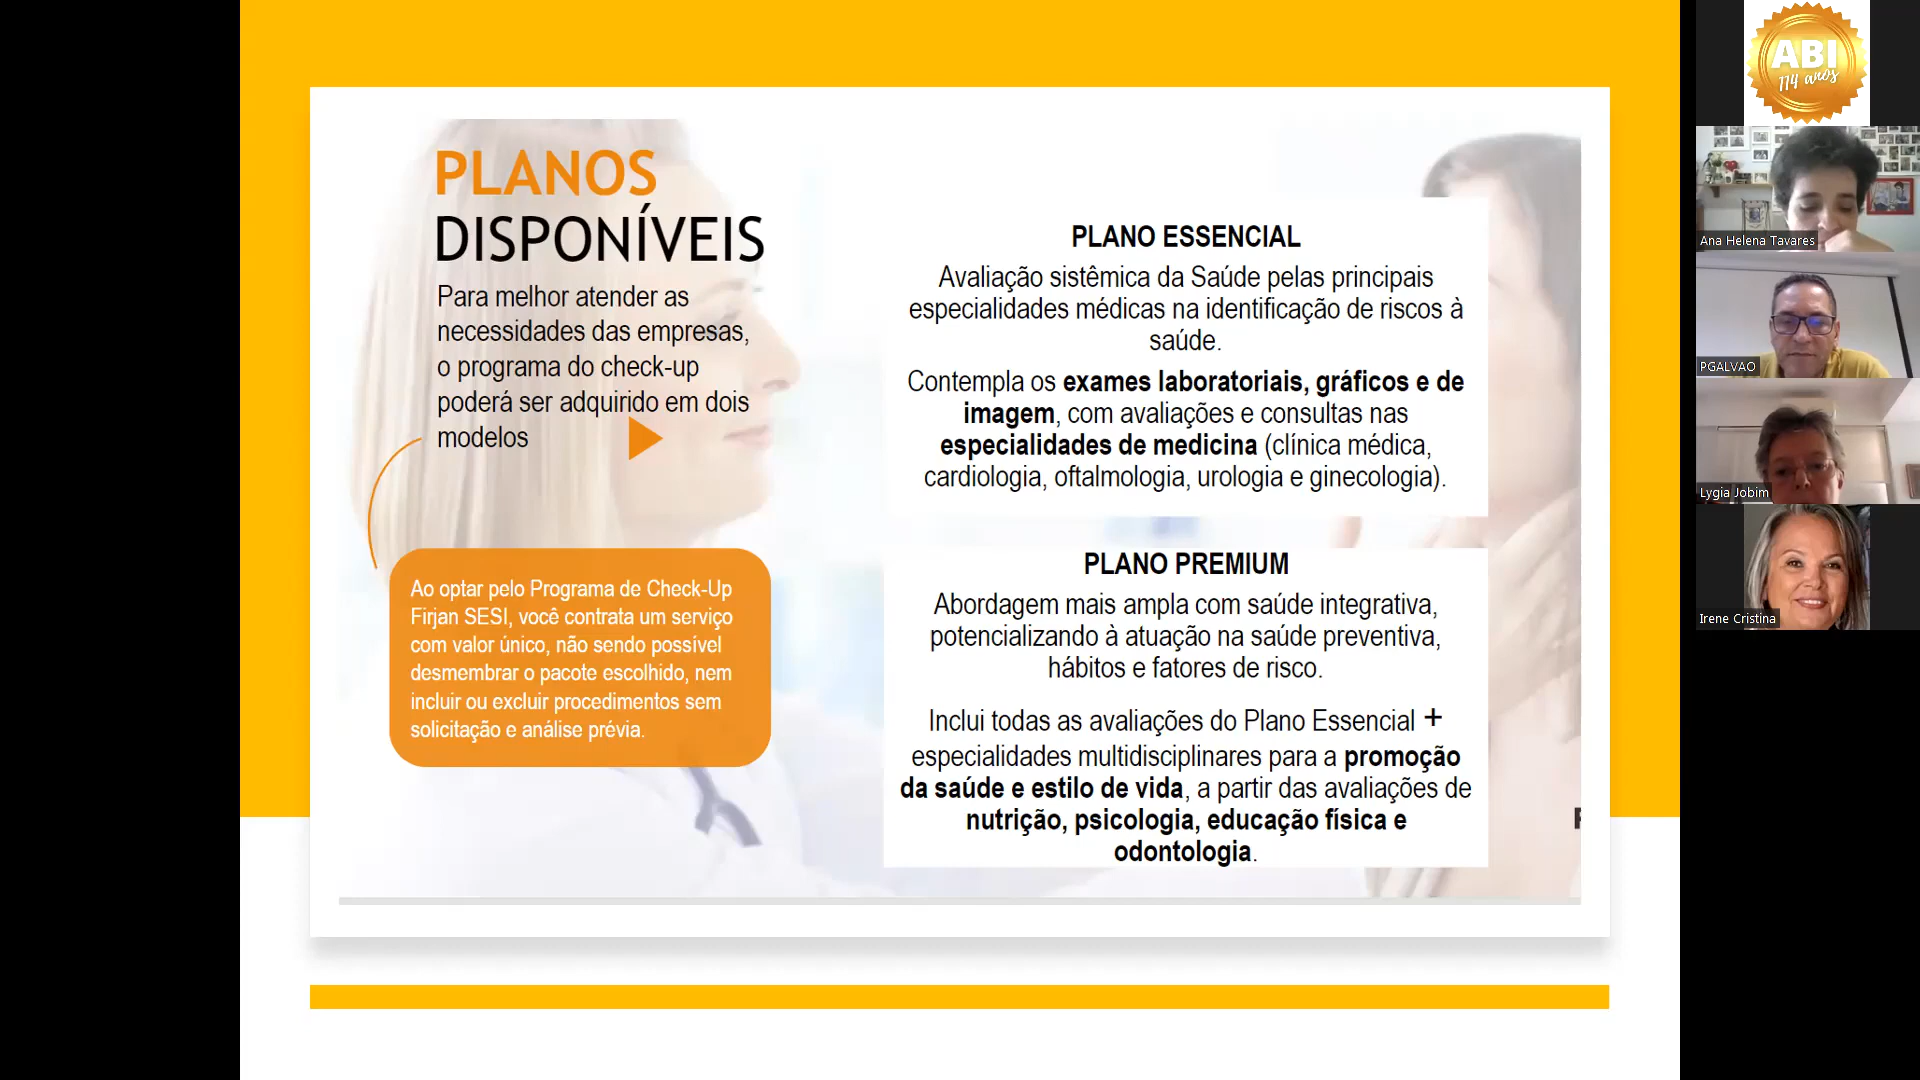 PLANOS
DISPONÍVEIS
Para melhor atender as
necessidades das empresas,
o programa do check-up
poderá ser adquirido em dois
modelos
Ao optar pelo Programa de Check-Up
Firjan SESI, você contrata um serviço
com valor único, não sendo possível
desmembrar o pacote escolhido, nem
incluir ou excluir procedimentos sem
solicitação e análise prévia.
PLANO ESSENCIAL
Avaliação sistêmica da Saúde pelas principais
especialidades médicas na identificação de riscos à
saúde.
Contempla os exames laboratoriais, gráficos e de
imagem, com avaliações e consultas nas
especialidades de medicina (clínica médica,
cardiologia, oftalmologia, urologia e ginecologia).
PLANO PREMIUM
Abordagem mais ampla com saúde integrativa,
potencializando à atuação na saúde preventiva,
hábitos e fatores de risco.
Inclui todas as avaliações do Plano Essencial +
especialidades multidisciplinares para a promoção
da saúde e estilo de vida, a partir das avaliações de
nutrição, psicologia, educação física e
odontologia.
ABI
114 anos
Ana Helena Tavares
PGALVAO
Lygia Jobim
Irene Cristina